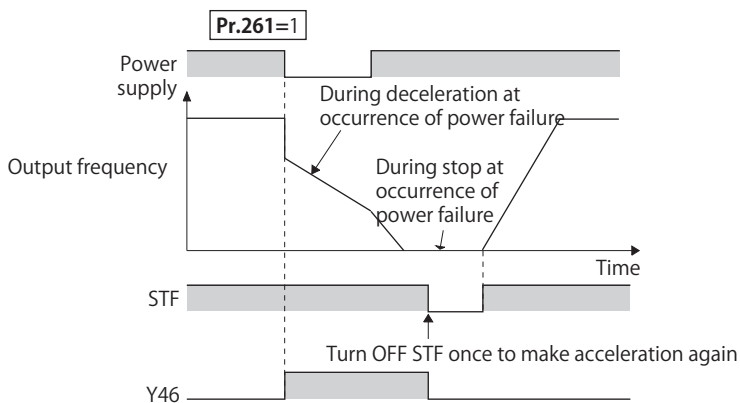 Pr.261=1
Power
supply
During deceleration at
occurrence of power failure
Output frequency
During stop at
occurrence of
power failure
Time
STF
Turn OFF STF once to make acceleration again
Y46